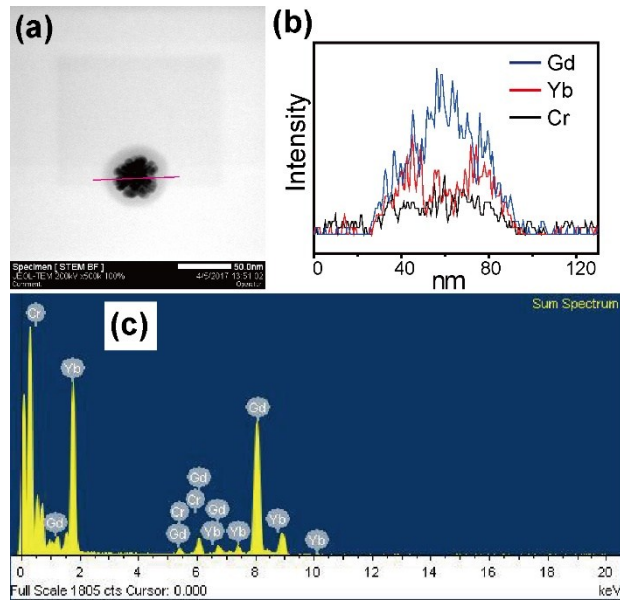 (a)
Specimen [ STEM BF ]
50.0nm
JEOL-TEM 200kV x500k 100%
4/5/2017 13:51:02
Comment
Operator
(b)
Gd
Yb
Cr
Intensity
0 40 80 120
nm
(c)
Sum Spectrum
Cr
Yb
Gd
Gd
Gd
Cr
Cr
Gd
Yb
Yb
Yb
Gd
Yb
0 2 4 6 8 10 12 14 16 18 20
Full Scale 1805 cts Cursor: 0.000
keV